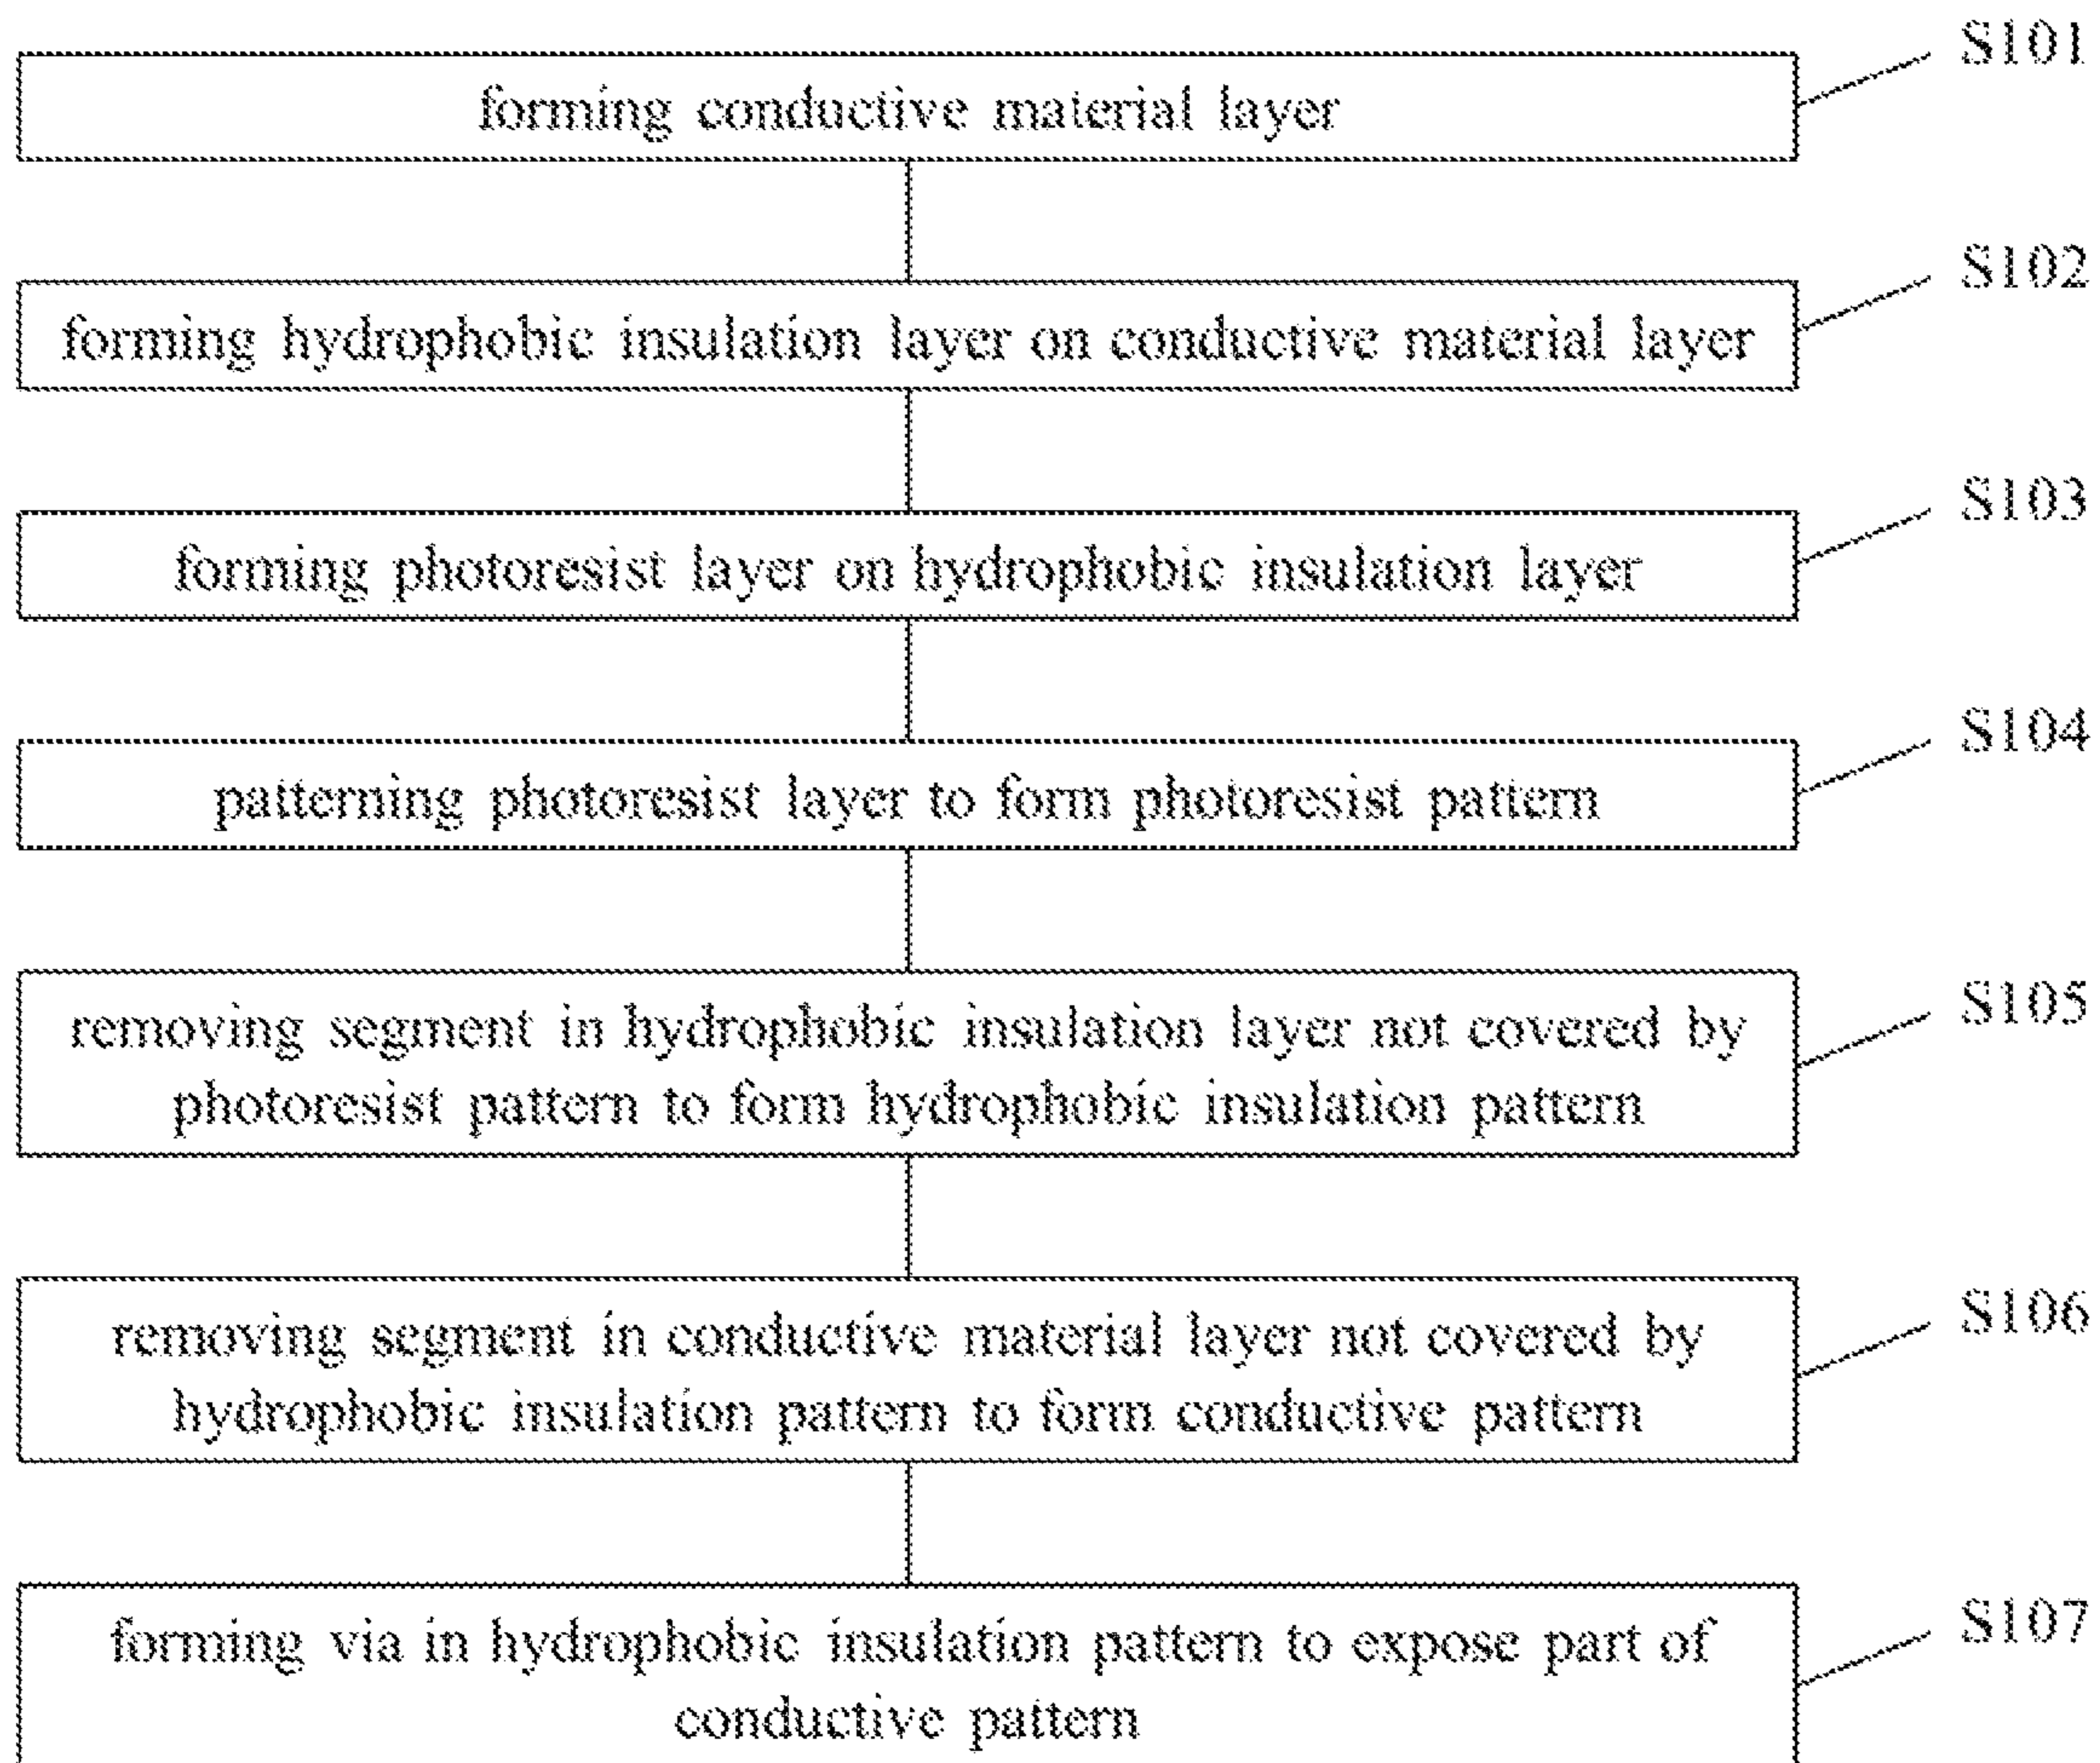 S101
forming conductive material layer
S102
forming hydrophobic insulation layer on conductive material layer
S103
forming photoresist layer on hydrophobic insulation layer
S104
patterning photoresist layer to form photoresist pattern
S105
removing segment in hydrophobic insulation layer not covered by
photoresist pattern to form hydrophobic insulation pattern
S106
removing segment in conductive material layer not covered by
hydrophobic insulation pattern to form conductive pattern
S107
forming via in hydrophobic insulation pattern to expose part of
conductive pattern